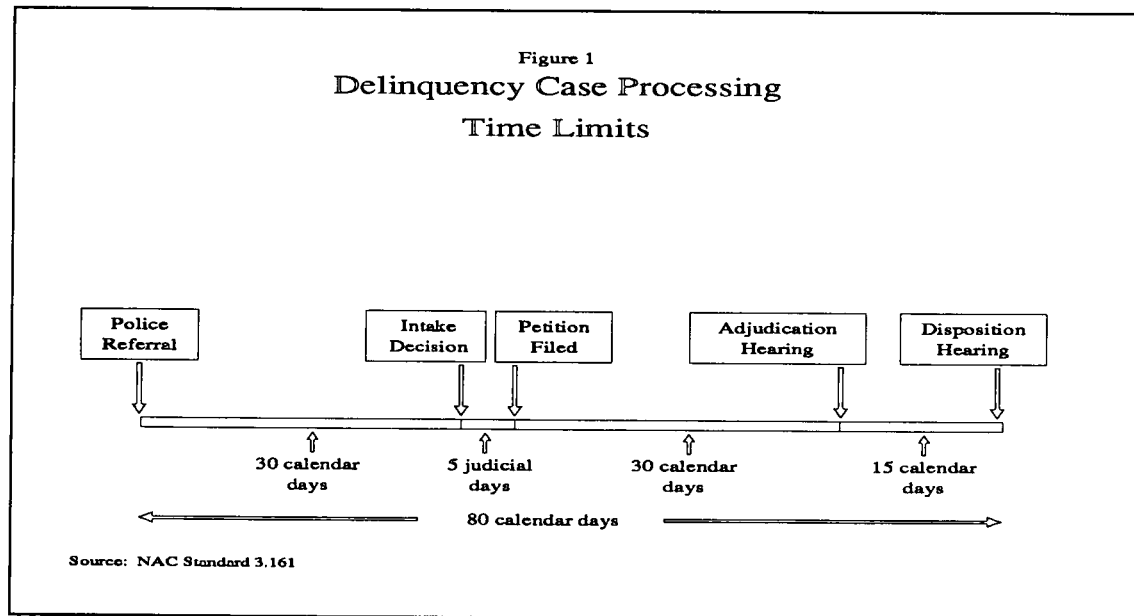 Figure 1
Delinquency Case Processing
Time Limits
Police
Referral
Intake
Decision
Petition
Filed
Adjudication
Hearing
Disposition
Hearing
30 calendar
days
5 judicial
days
30 calendar
days
15 calendar
days
80 calendar days
Source: NAC Standard 3.161